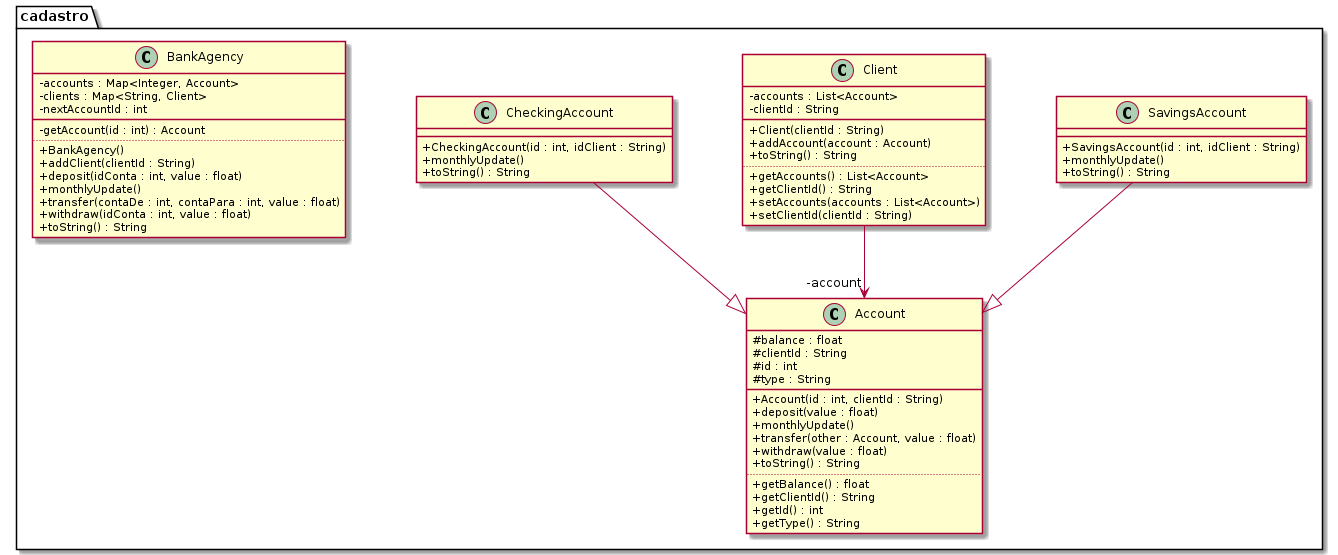 cadastro
C BankAgency
-accounts : Map<Integer, Account>
-clients : Map<String, Client>
-nextAccountId : int
-getAccount(id : int) : Account
+BankAgency()
+addClient(clientId : String)
+deposit(idConta : int, value : float)
+monthlyUpdate()
+transfer(contaDe : int, contaPara : int, value : float)
+withdraw(idConta : int, value : float)
+toString() : String
C CheckingAccount
+CheckingAccount(id : int, idClient : String)
+monthlyUpdate()
+toString() : String
C Client
-accounts : List<Account>
-clientId : String
+Client(clientId : String)
+addAccount(account : Account)
+toString() : String
+getAccounts() : List<Account>
+getClientId() : String
+setAccounts(accounts : List<Account>)
+setClientId(clientId : String)
C SavingsAccount
+SavingsAccount(id : int, idClient : String)
+monthlyUpdate()
+toString() : String
-account
C Account
#balance : float
#clientId : String
#id : int
#type : String
+Account(id : int, clientId : String)
+deposit(value : float)
+monthlyUpdate()
+transfer(other : Account, value : float)
+withdraw(value : float)
+toString() : String
+getBalance() : float
+getClientId() : String
+getId() : int
+getType() : String